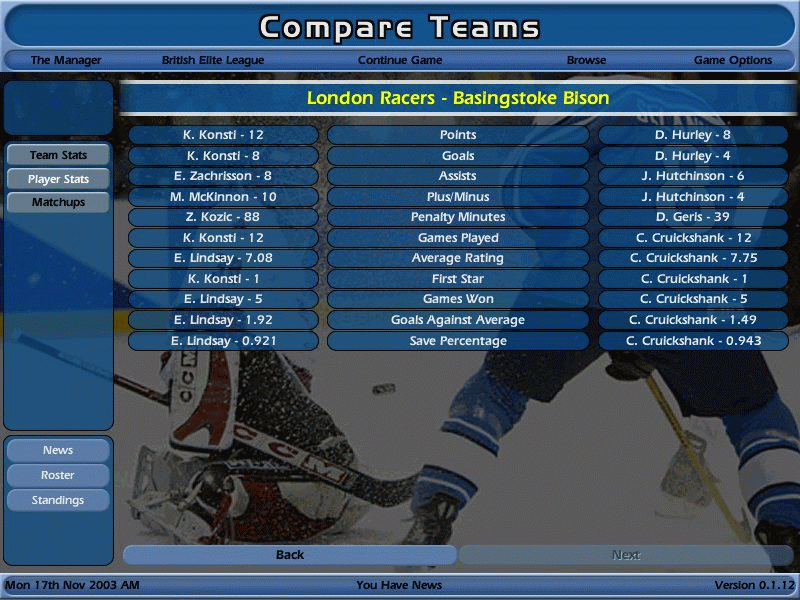 Compare Teams
The Manager British Elite League Continue Game Browse Game Options
London Racers - Basingstoke Bison
K. Konsti - 12 Points D. Hurley - 8
K. Konsti - 8 Goals D. Hurley - 4
E. Zachrisson - 8 Assists J. Hutchinson - 6
M. McKinnon - 10 Plus/Minus J. Hutchinson - 4
Z. Kozic - 88 Penalty Minutes D. Geris - 39
K. Konsti - 12 Games Played C. Cruickshank - 12
E. Lindsay - 7.08 Average Rating C. Cruickshank - 7.75
K. Konsti - 1 First Star C. Cruickshank - 1
E. Lindsay - 5 Games Won C. Cruickshank - 5
E. Lindsay - 1.92 Goals Against Average C. Cruickshank - 1.49
E. Lindsay - 0.921 Save Percentage C. Cruickshank - 0.943
Team Stats
Player Stats
Matchups
CCM
CCM
News
Roster
Standings
Back Next
Mon 17th Nov 2003 AM You Have News Version 0.1.12